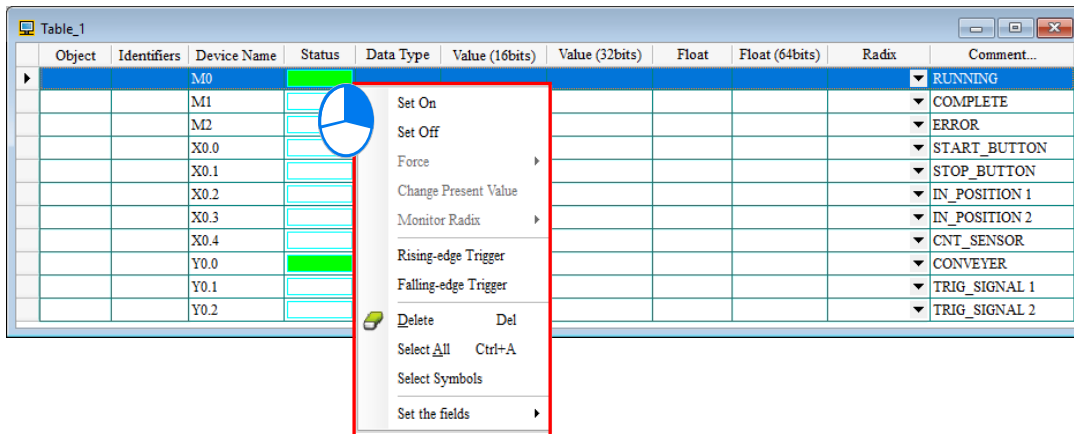 Table_1
Object Identifiers Device Name Status Data Type Value (16bits) Value (32bits) Float Float (64bits) Radix Comment...
M0 RUNNING
M1 COMPLETE
M2 ERROR
X0.0 START_BUTTON
X0.1 STOP_BUTTON
X0.2 IN_POSITION 1
X0.3 IN_POSITION 2
X0.4 CNT_SENSOR
Y0.0 CONVEYER
Y0.1 TRIG_SIGNAL 1
Y0.2 TRIG_SIGNAL 2
Set On
Set Off
Force
Change Present Value
Monitor Radix
Rising-edge Trigger
Falling-edge Trigger
Delete Del
Select All Ctrl+A
Select Symbols
Set the fields